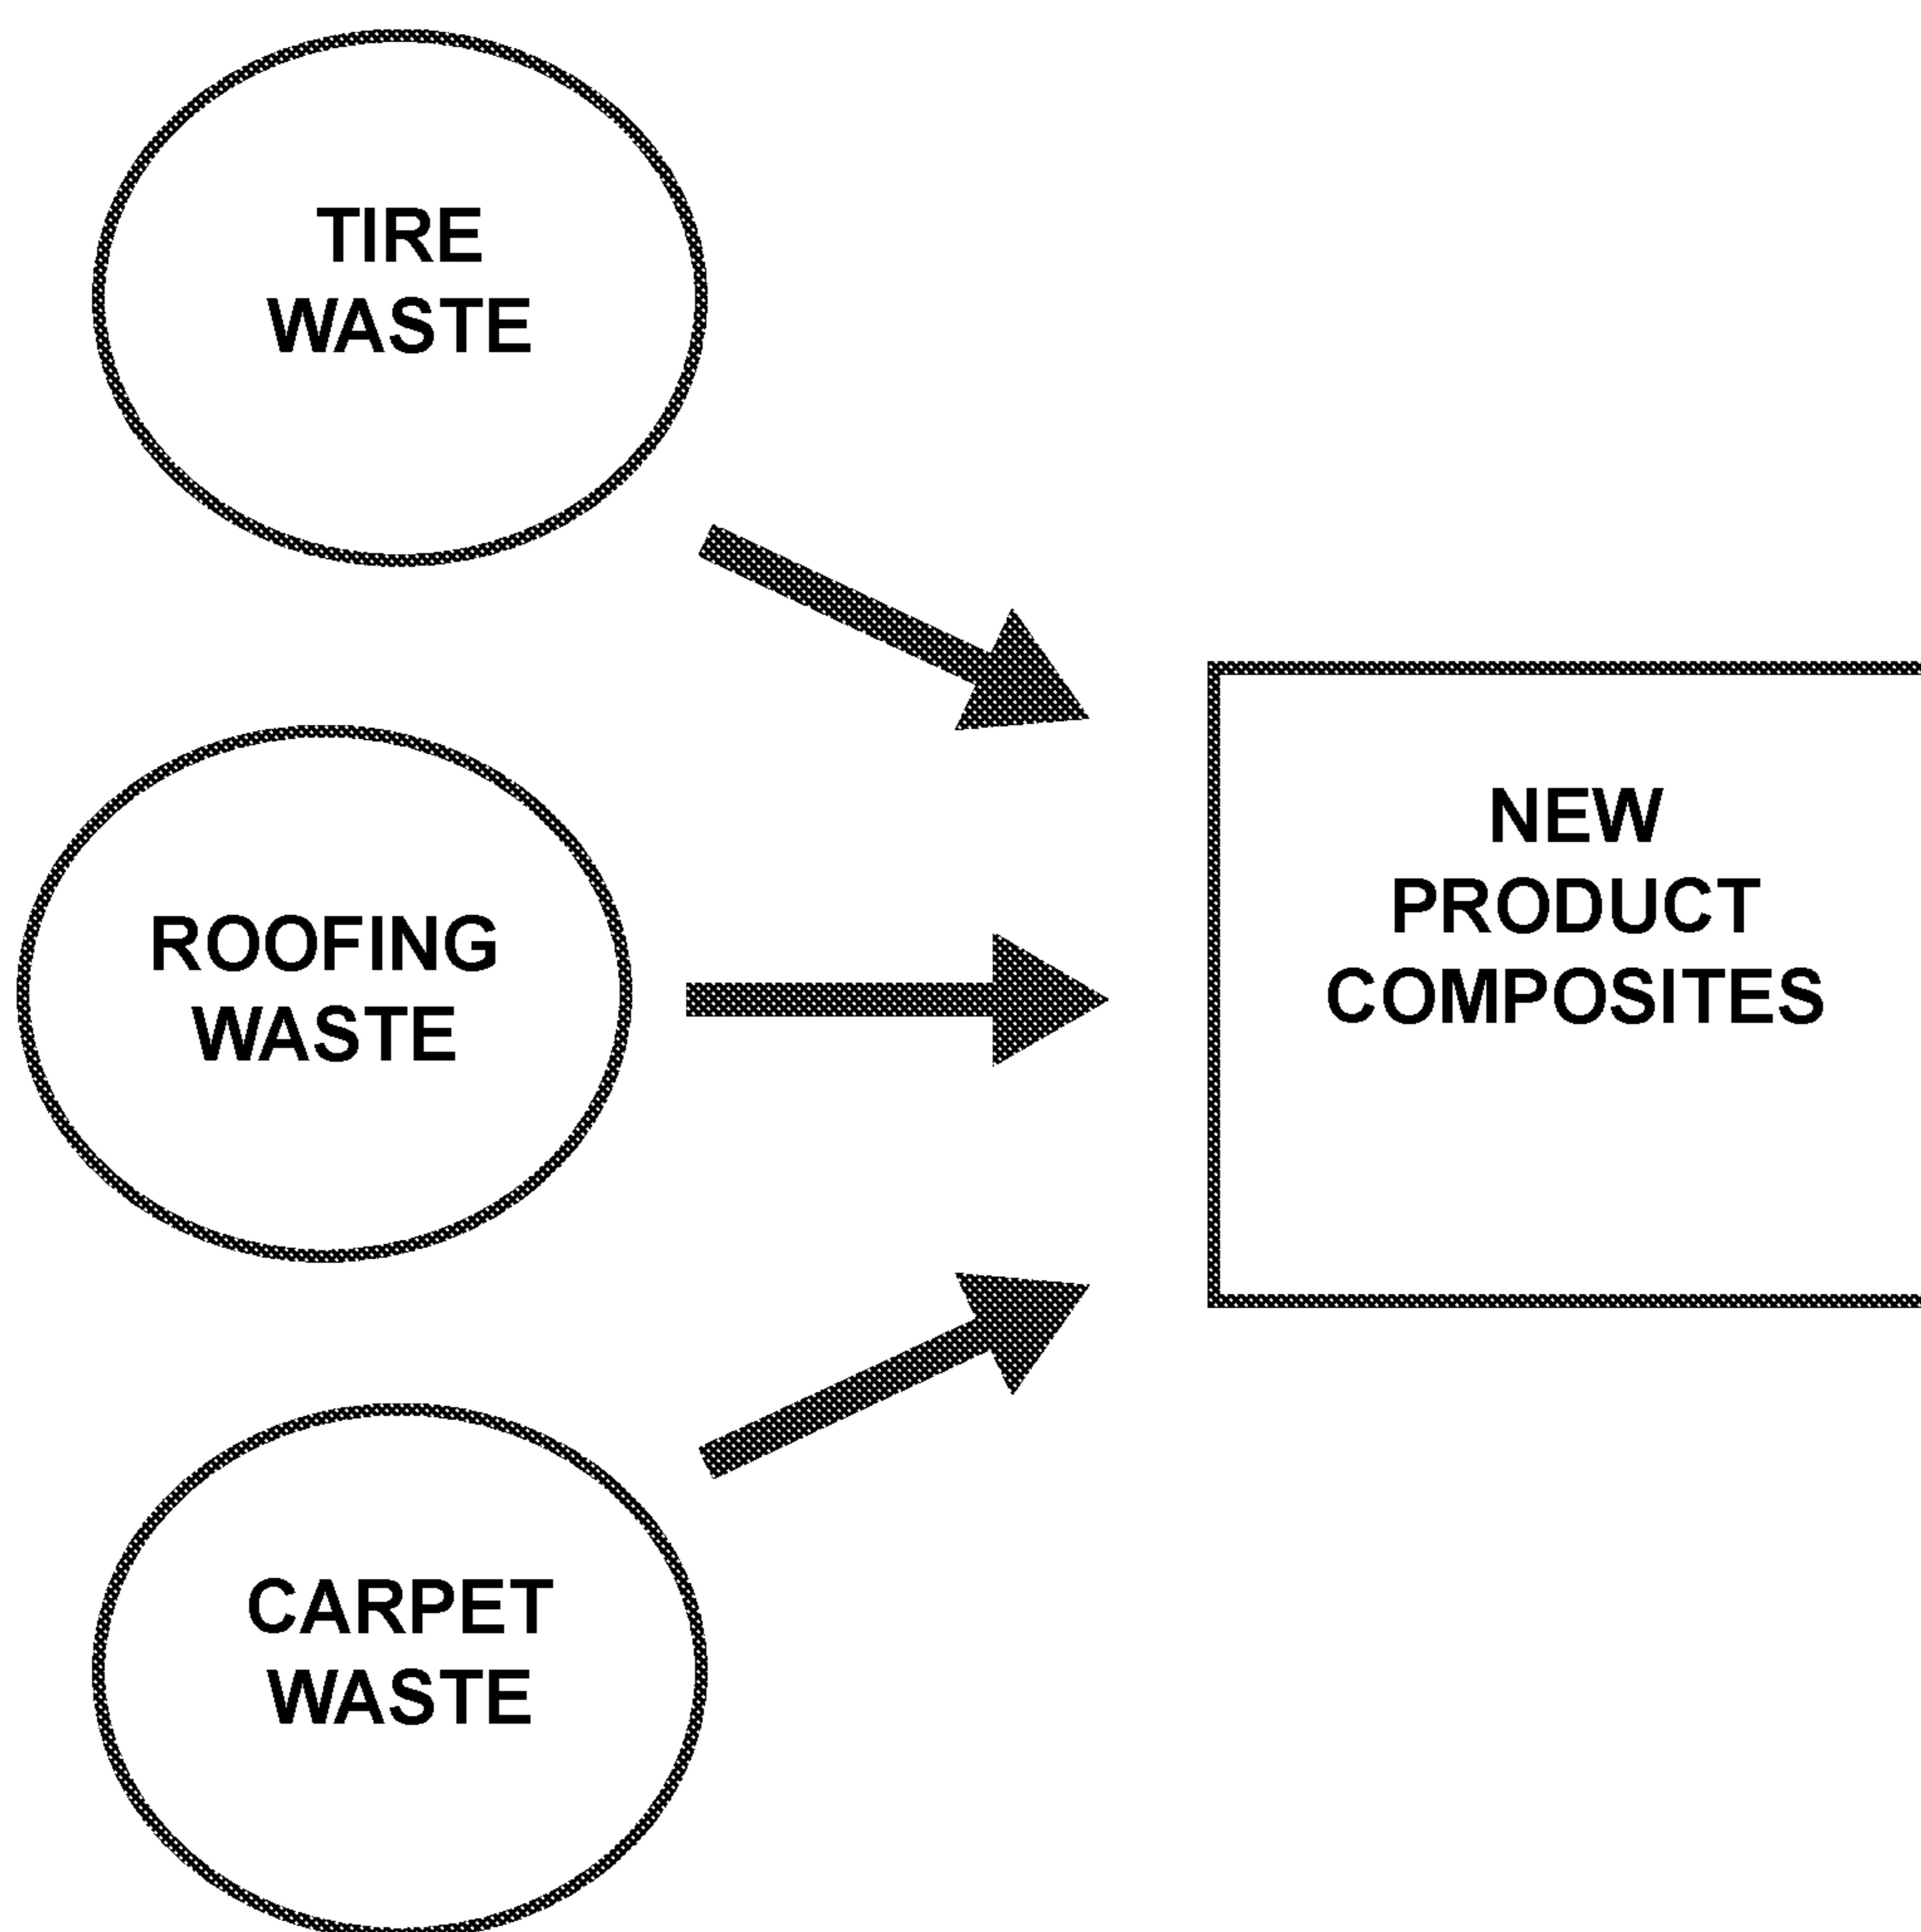 TIRE
WASTE
ROOFING
WASTE
CARPET
WASTE
NEW
PRODUCT
COMPOSITES